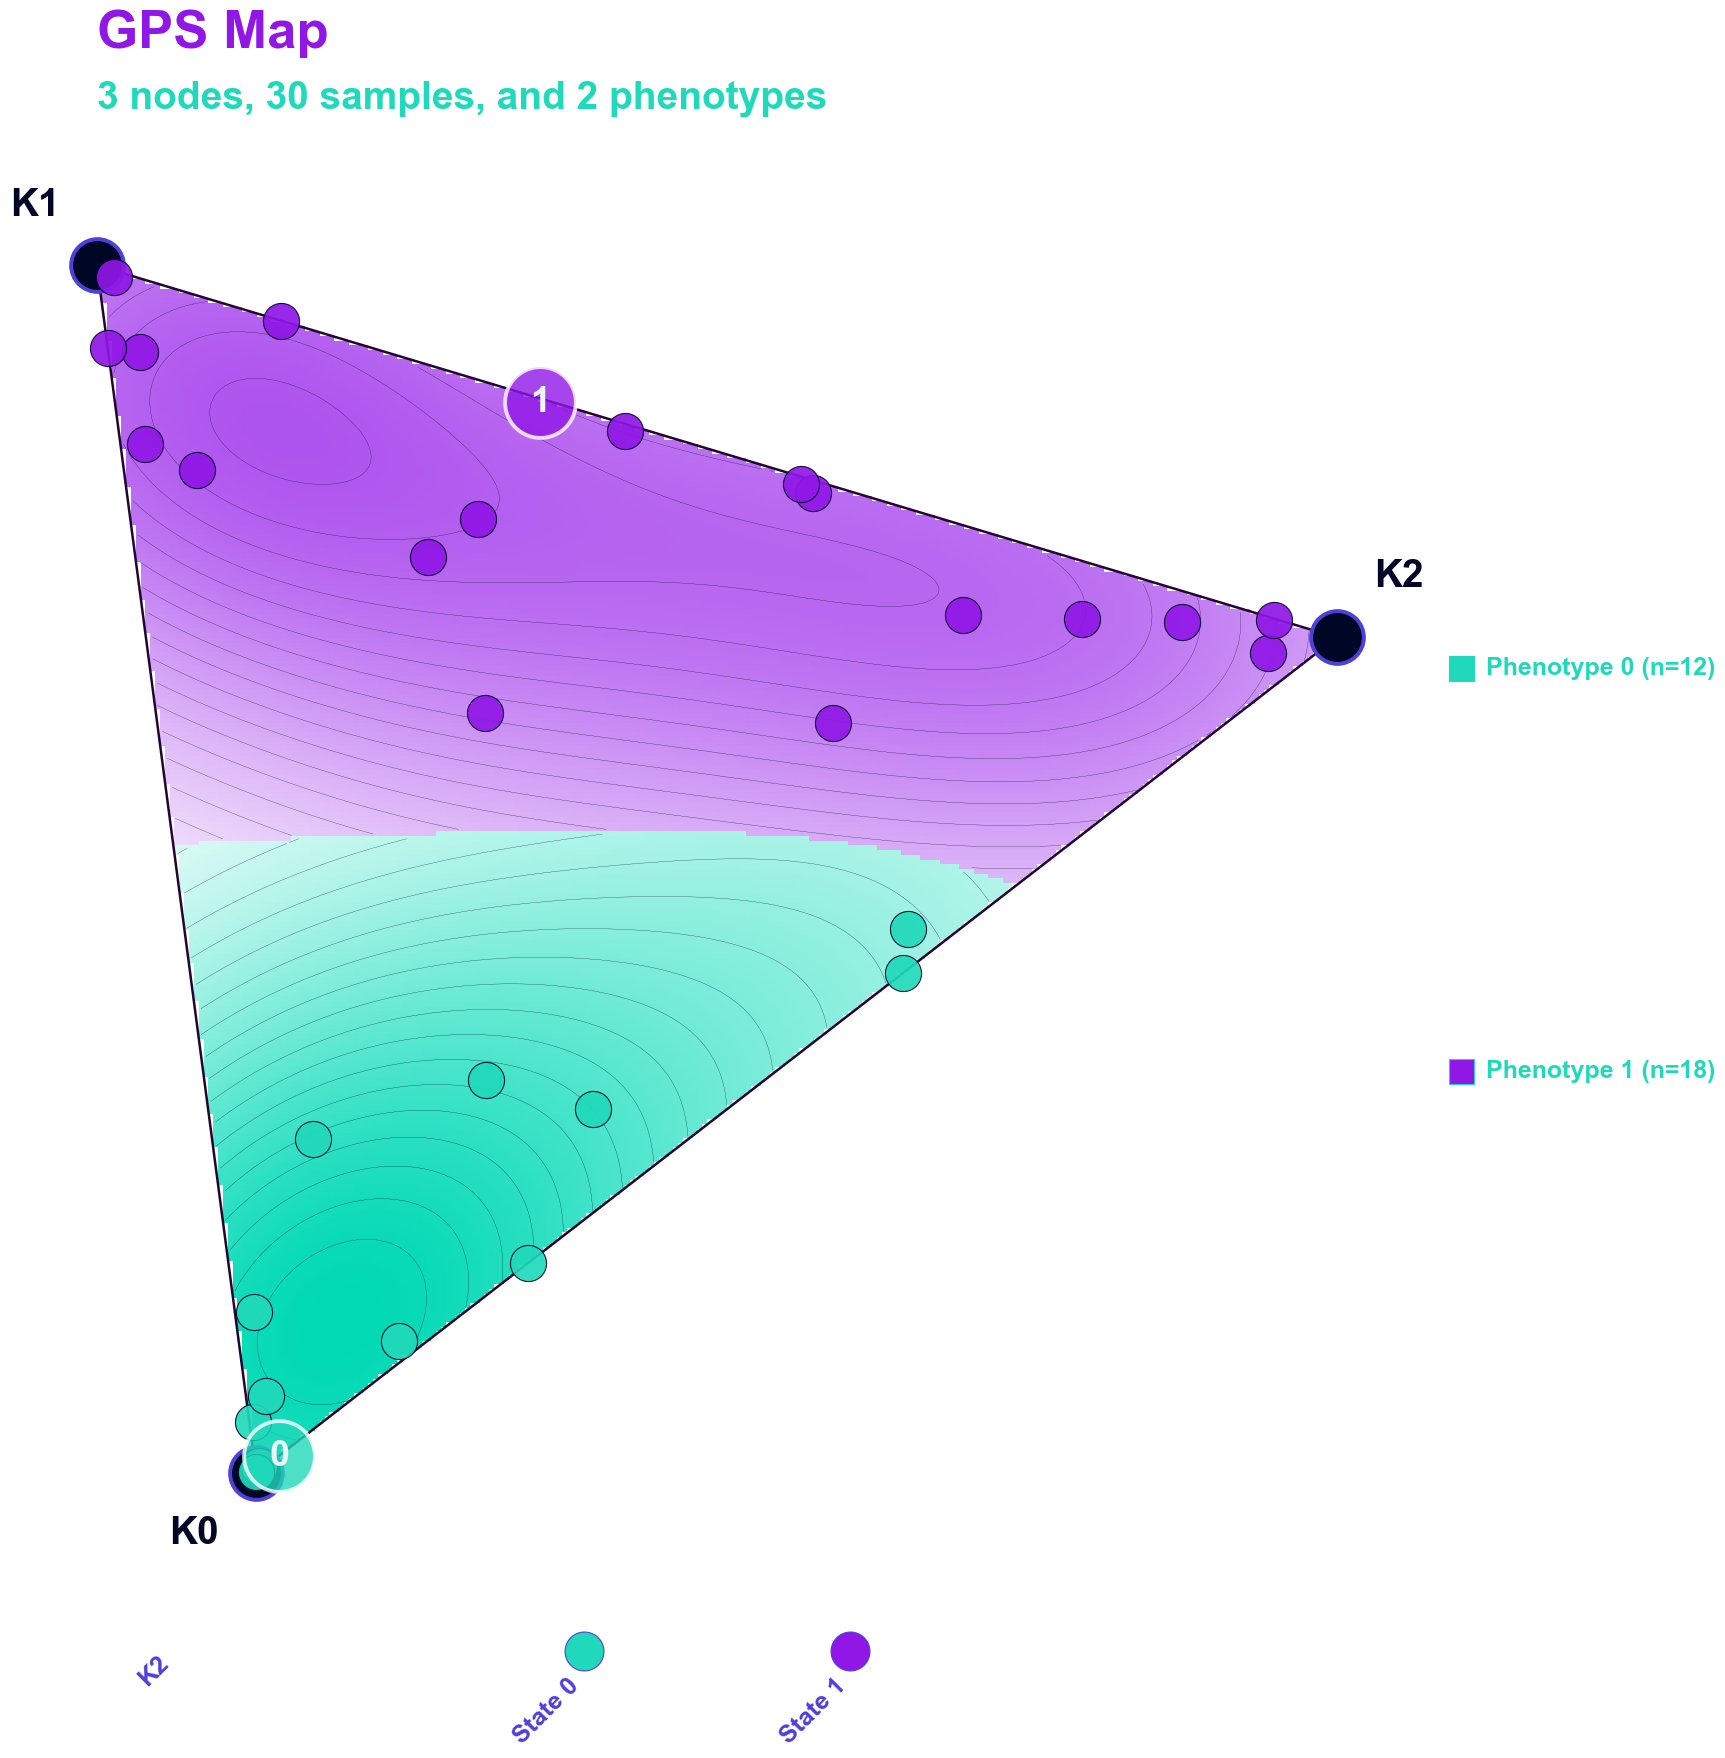 GPS Map
3 nodes, 30 samples, and 2 phenotypes
K1
1
K2
Phenotype 0 (n=12)
Phenotype 1 (n=18)
0
K0
K2
State 0
State 1